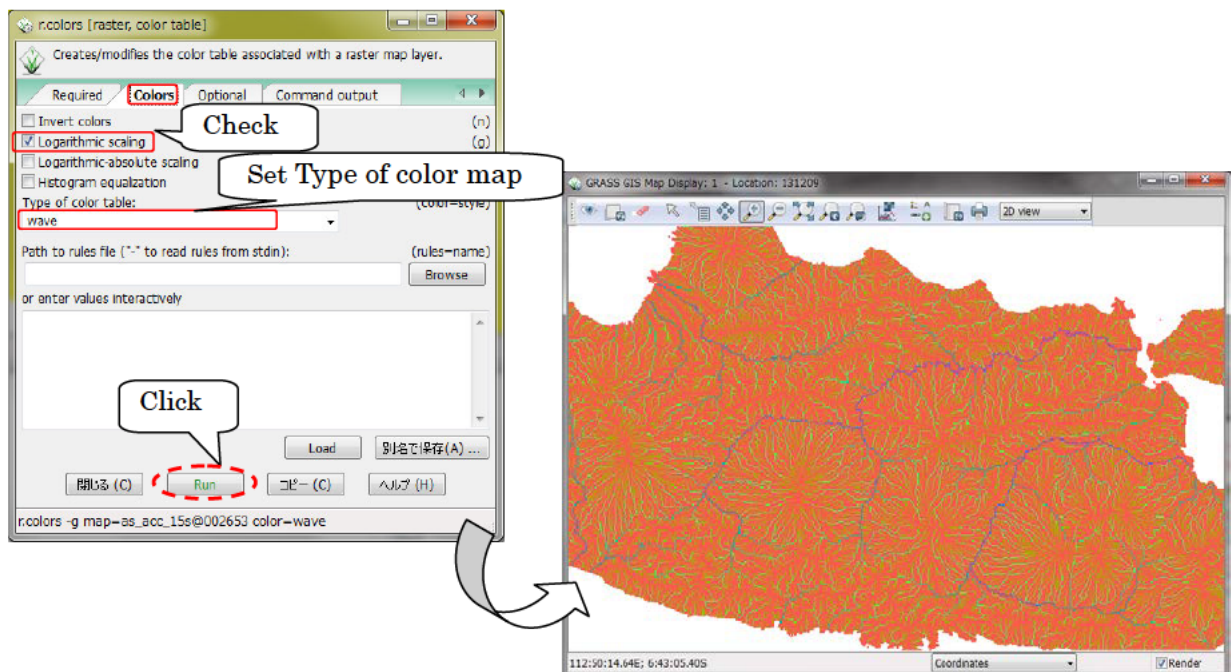 r.colors [raster, color table]
Creates/modifies the color table associated with a raster map layer.
Required Colors Optional Command output
Invert colors (n)
Check
Logarithmic scaling (g)
Logarithmic-absolute scaling
Histogram equalization
Set Type of color map
Type of color table: (color=style)
wave
Path to rules file ("-" to read rules from stdin): (rules=name)
Browse
or enter values interactively
Click
Load 別名で保存(A) ...
閉じる (C) Run コピー (C) ヘルプ (H)
r.colors -g map=as_acc_15s@002653 color=wave
GRASS GIS Map Display: 1 - Location: 131209
2D view
112:50:14.64E; 6:43:05.40S Coordinates Render